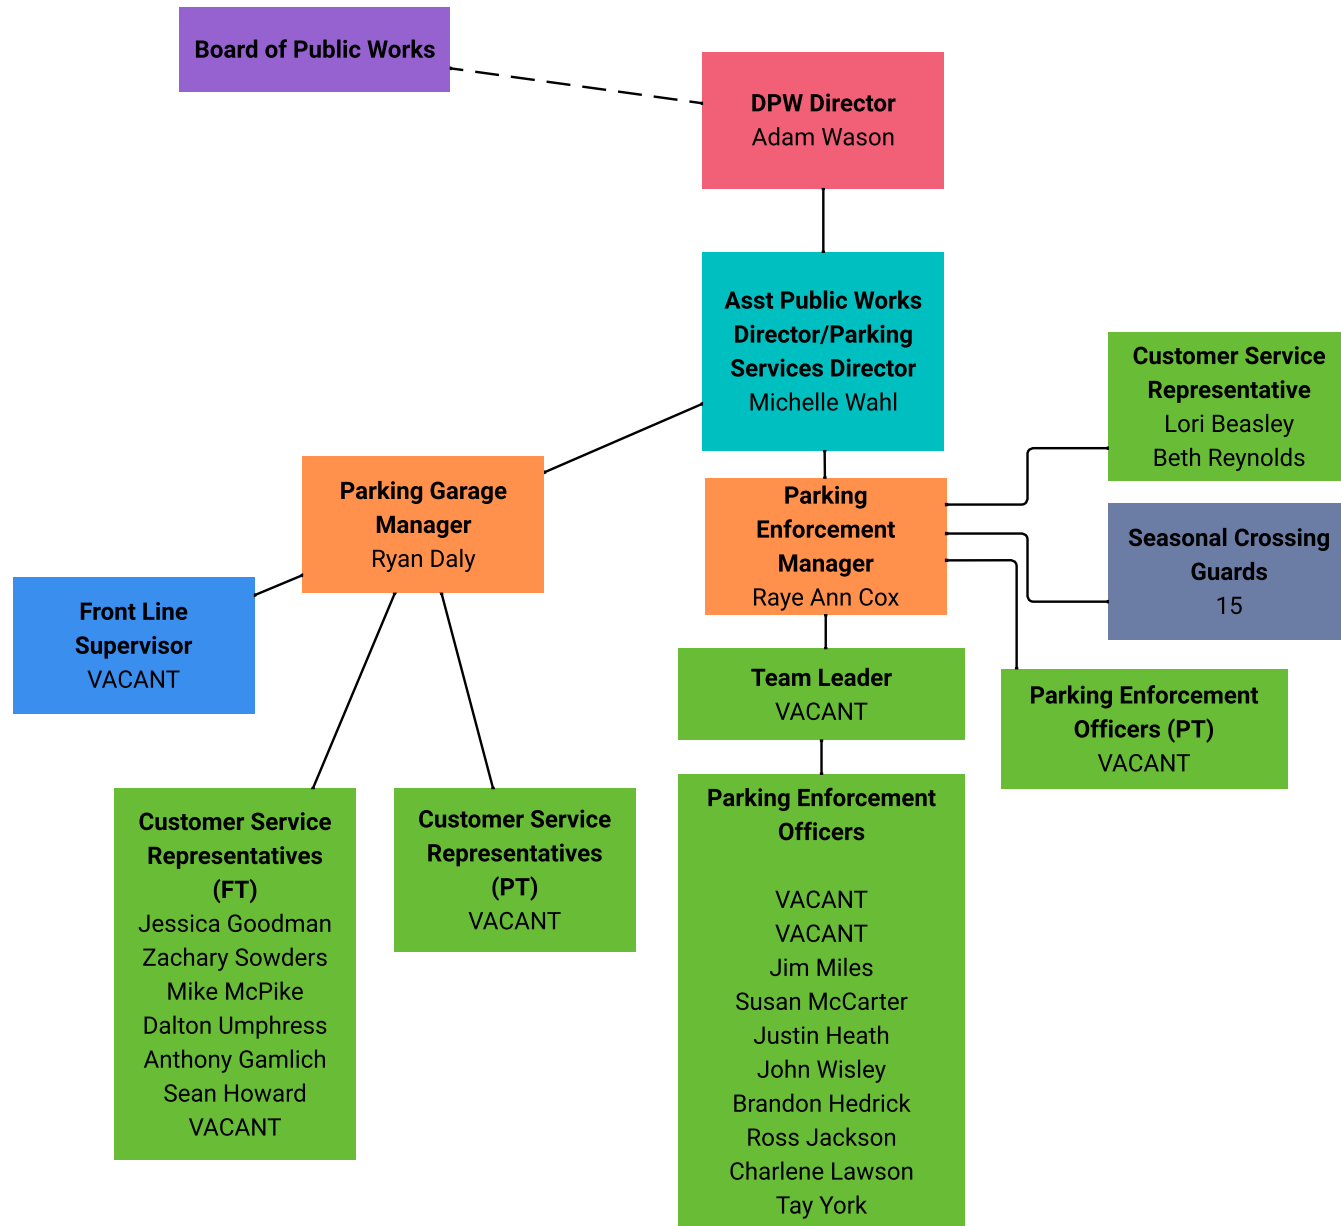 Board of Public Works
DPW Director
Adam Wason
Asst Public Works
Director/Parking
Services Director
Michelle Wahl
Customer Service
Representative
Lori Beasley
Beth Reynolds
Parking Garage
Manager
Ryan Daly
Parking
Enforcement
Manager
Raye Ann Cox
Seasonal Crossing
Guards
15
Front Line
Supervisor
VACANT
Team Leader
VACANT
Parking Enforcement
Officers (PT)
VACANT
Customer Service
Representatives
(FT)
Jessica Goodman
Zachary Sowders
Mike McPike
Dalton Umphress
Anthony Gamlich
Sean Howard
VACANT
Customer Service
Representatives
(PT)
VACANT
Parking Enforcement
Officers
VACANT
VACANT
Jim Miles
Susan McCarter
Justin Heath
John Wisley
Brandon Hedrick
Ross Jackson
Charlene Lawson
Tay York